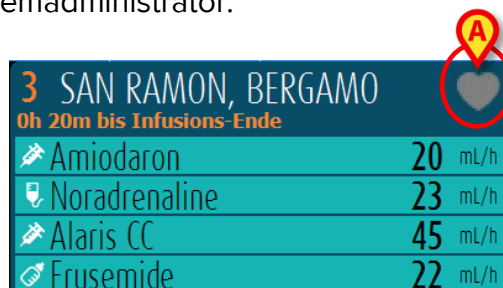 emadministrator.
A
3 SAN RAMON, BERGAMO
0h 20m bis Infusions-Ende
Amiodaron 20 mL/h
Noradrenaline 23 mL/h
Alaris CC 45 mL/h
Frusemide 22 mL/h